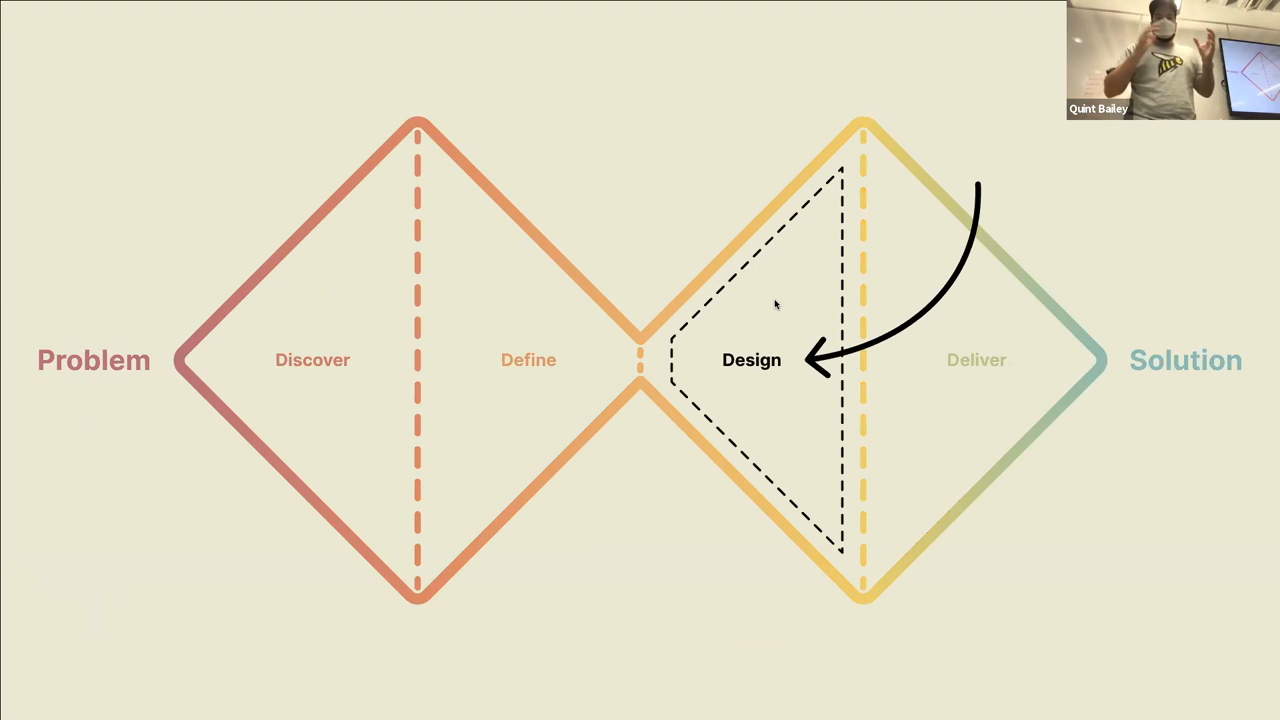 Quint Bailey
Problem
Discover
Define
Design
Deliver
Solution